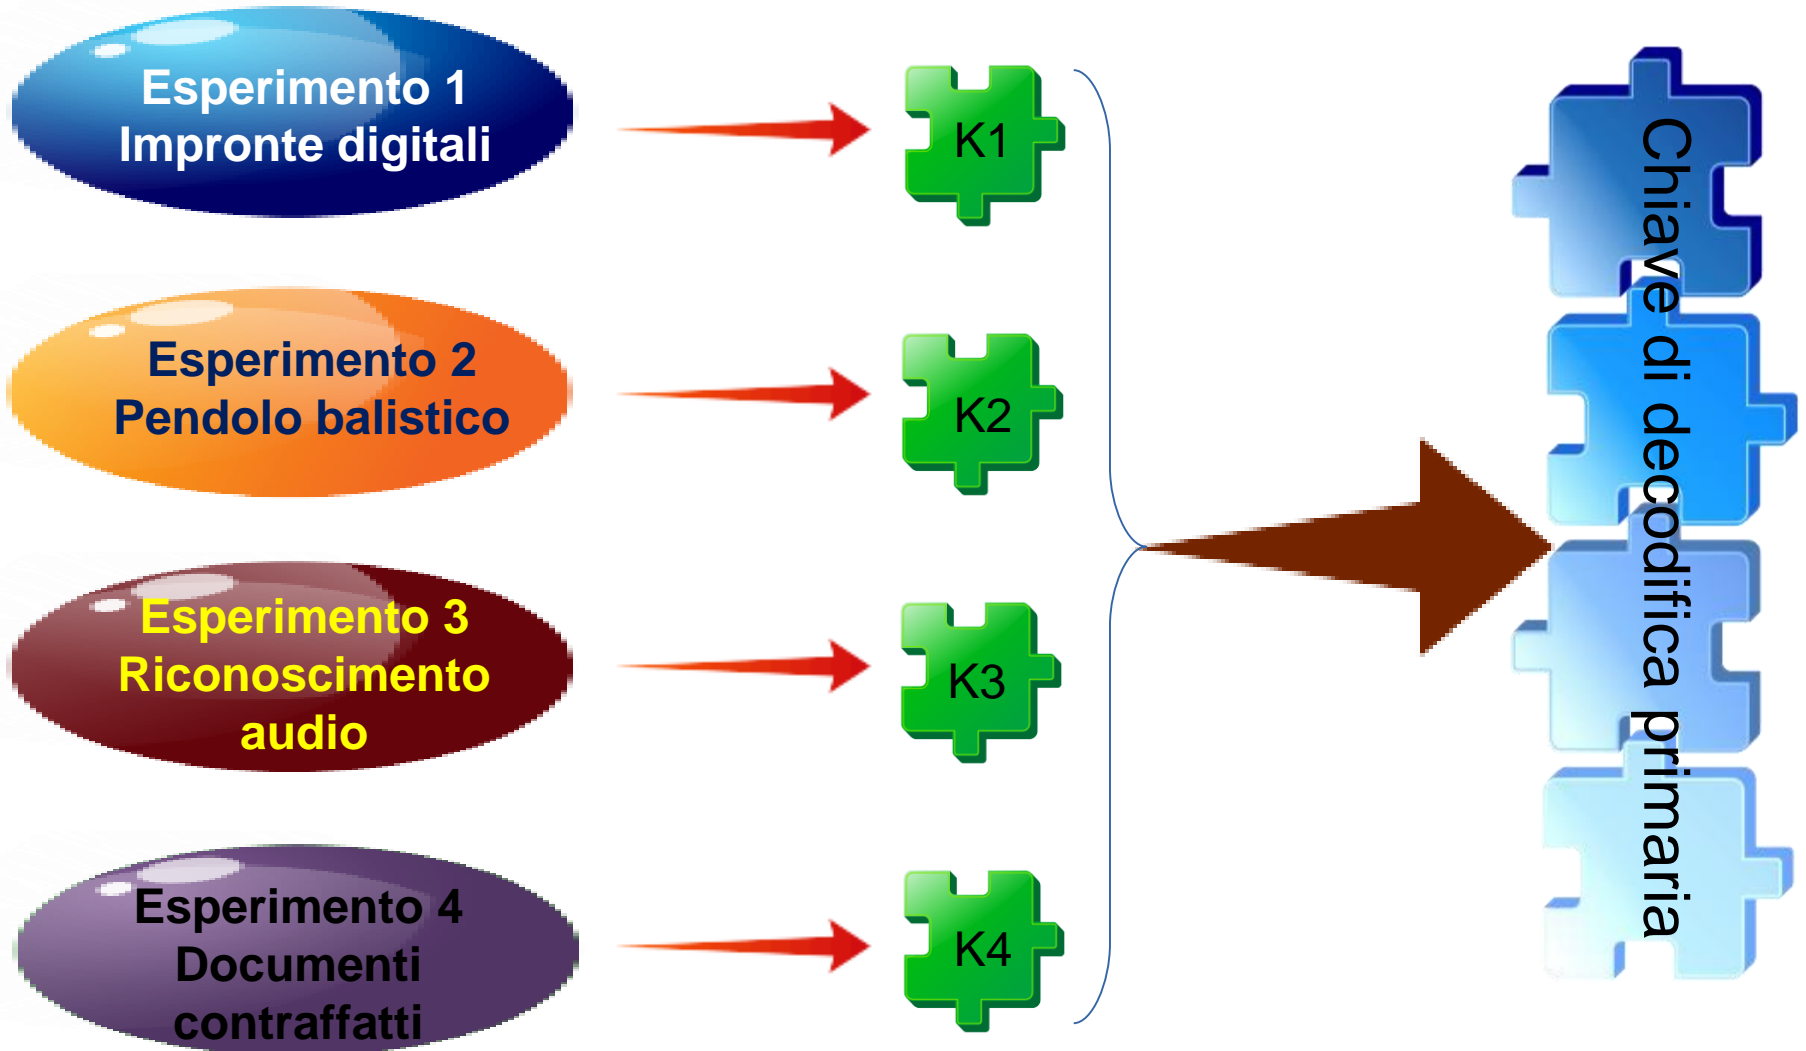 Esperimento 1
Impronte digitali
K1
Esperimento 2
Pendolo balistico
K2
Esperimento 3
Riconoscimento
audio
K3
Esperimento 4
Documenti
contraffatti
K4
Chiave di decodifica primaria